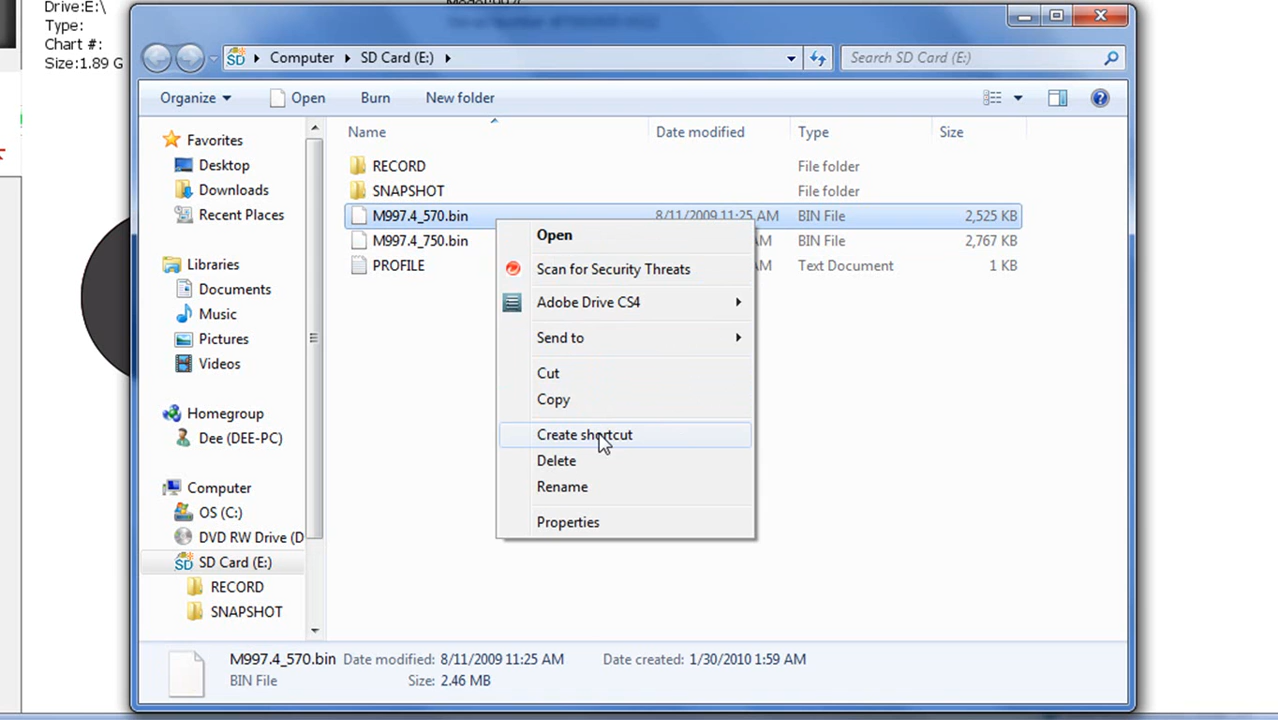 Drive:E:\
Type:
Chart #:
Size:1.89 G
Computer SD Card (E:)
Search SD Card (E:)
Organize Open Burn New folder
Name Date modified Type Size
RECORD File folder
SNAPSHOT File folder
M997.4_570.bin 8/11/2009 11:25 AM BIN File 2,525 KB
M997.4_750.bin AM BIN File 2,767 KB
PROFILE AM Text Document 1 KB
Favorites
Desktop
Downloads
Recent Places
Libraries
Documents
Music
Pictures
Videos
Homegroup
Dee (DEE-PC)
Computer
OS (C:)
DVD RW Drive (D
SD Card (E:)
RECORD
SNAPSHOT
Open
Scan for Security Threats
Adobe Drive CS4
Send to
Cut
Copy
Create shortcut
Delete
Rename
Properties
M997.4_570.bin Date modified: 8/11/2009 11:25 AM Date created: 1/30/2010 1:59 AM
BIN File Size: 2.46 MB